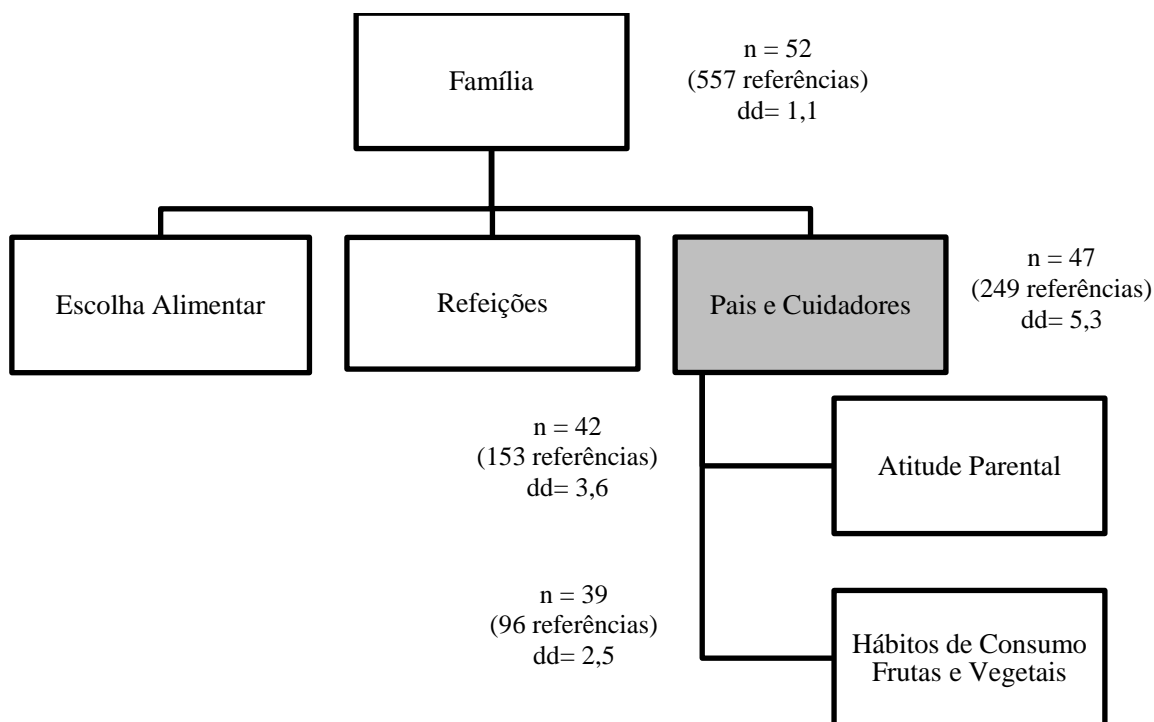 Família
n = 52
(557 referências)
dd= 1,1
Escolha Alimentar
Refeições
Pais e Cuidadores
n = 47
(249 referências)
dd= 5,3
n = 42
(153 referências)
dd= 3,6
Atitude Parental
n = 39
(96 referências)
dd= 2,5
Hábitos de Consumo
Frutas e Vegetais